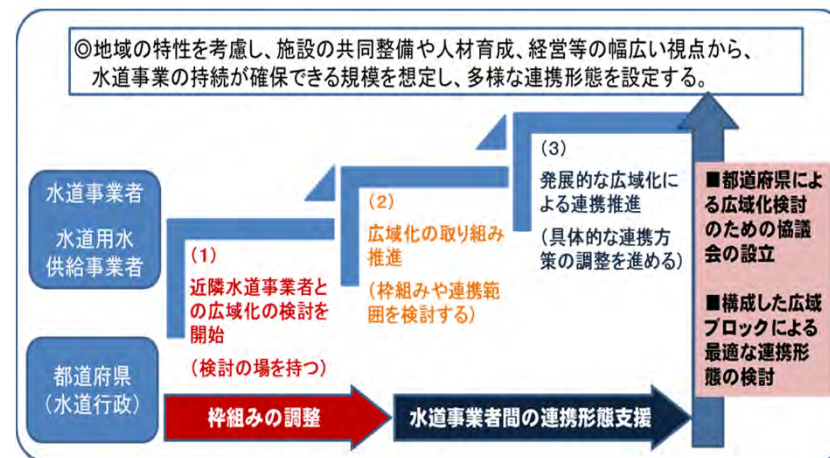 ◎地域の特性を考慮し、施設の共同整備や人材育成、経営等の幅広い視点から、
水道事業の持続が確保できる規模を想定し、多様な連携形態を設定する。
水道事業者
水道用水
供給事業者
(1)
近隣水道事業者と
の広域化の検討を
開始
(検討の場を持つ)
(2)
広域化の取り組み
推進
(枠組みや連携範
囲を検討する)
(3)
発展的な広域化に
よる連携推進
(具体的な連携方
策の調整を進める)
■都道府県によ
る広域化検討
のための協議
会の設立
■構成した広域
ブロックによる
最適な連携形
態の検討
都道府県
(水道行政)
枠組みの調整
水道事業者間の連携形態支援